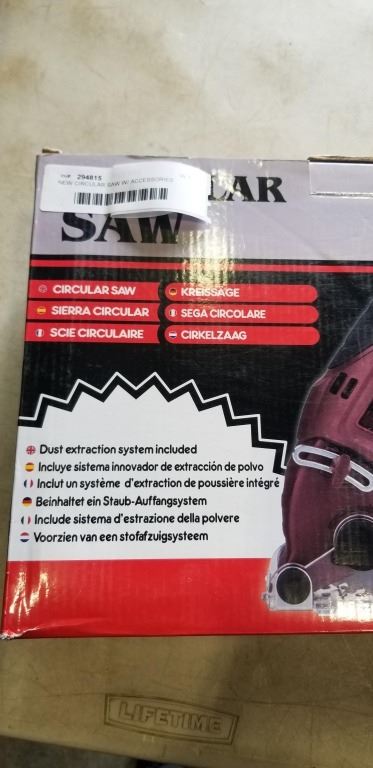 294815
NEW CIRCULAR SAW W/ ACCESSORIES
LAR
SAW
CIRCULAR SAW
KREISSÄGE
SIERRA CIRCULAR
SEGA CIRCOLARE
SCIE CIRCULAIRE
CIRKELZAAG
Dust extraction system included
Incluye sistema innovador de extracción de polvo
Inclut un système d'extraction de poussière intégré
Beinhaltet ein Staub-Auffangsystem
Include sistema d'estrazione della polvere
Voorzien van een stofafzuigsysteem
LIFETIME